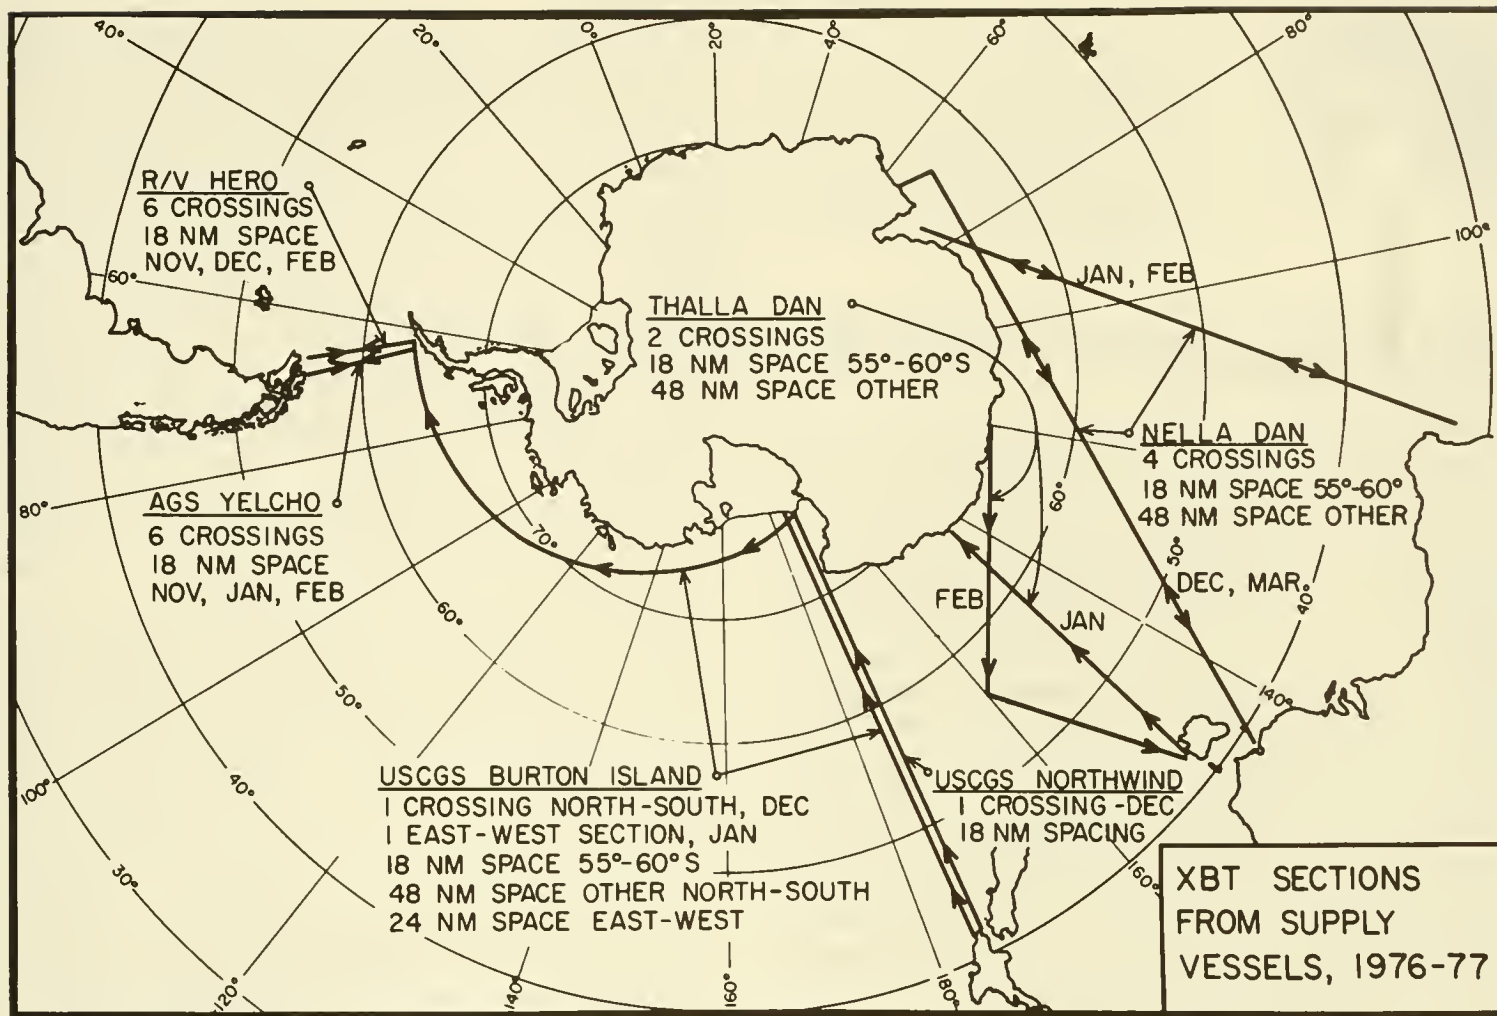 40°
20°
0°
20°
40°
60°
80°
R/V HERO
6 CROSSINGS
18 NM SPACE
NOV, DEC, FEB
60°
100°
JAN, FEB
THALLA DAN
2 CROSSINGS
18 NM SPACE 55°-60°S
48 NM SPACE OTHER
NELLA DAN
4 CROSSINGS
18 NM SPACE 55°-60°
48 NM SPACE OTHER
80°
AGS YELCHO
6 CROSSINGS
18 NM SPACE
NOV, JAN, FEB
70°
60°
50°
40°
DEC, MAR.
FEB
JAN
60°
50°
140°
USCGS BURTON ISLAND
1 CROSSING NORTH-SOUTH, DEC
1 EAST-WEST SECTION, JAN
18 NM SPACE 55°-60°S
48 NM SPACE OTHER NORTH-SOUTH
24 NM SPACE EAST-WEST
USCGS NORTHWIND
1 CROSSING-DEC
18 NM SPACING
100°
30°
120°
140°
160°
180°
160°
XBT SECTIONS
FROM SUPPLY
VESSELS, 1976-77